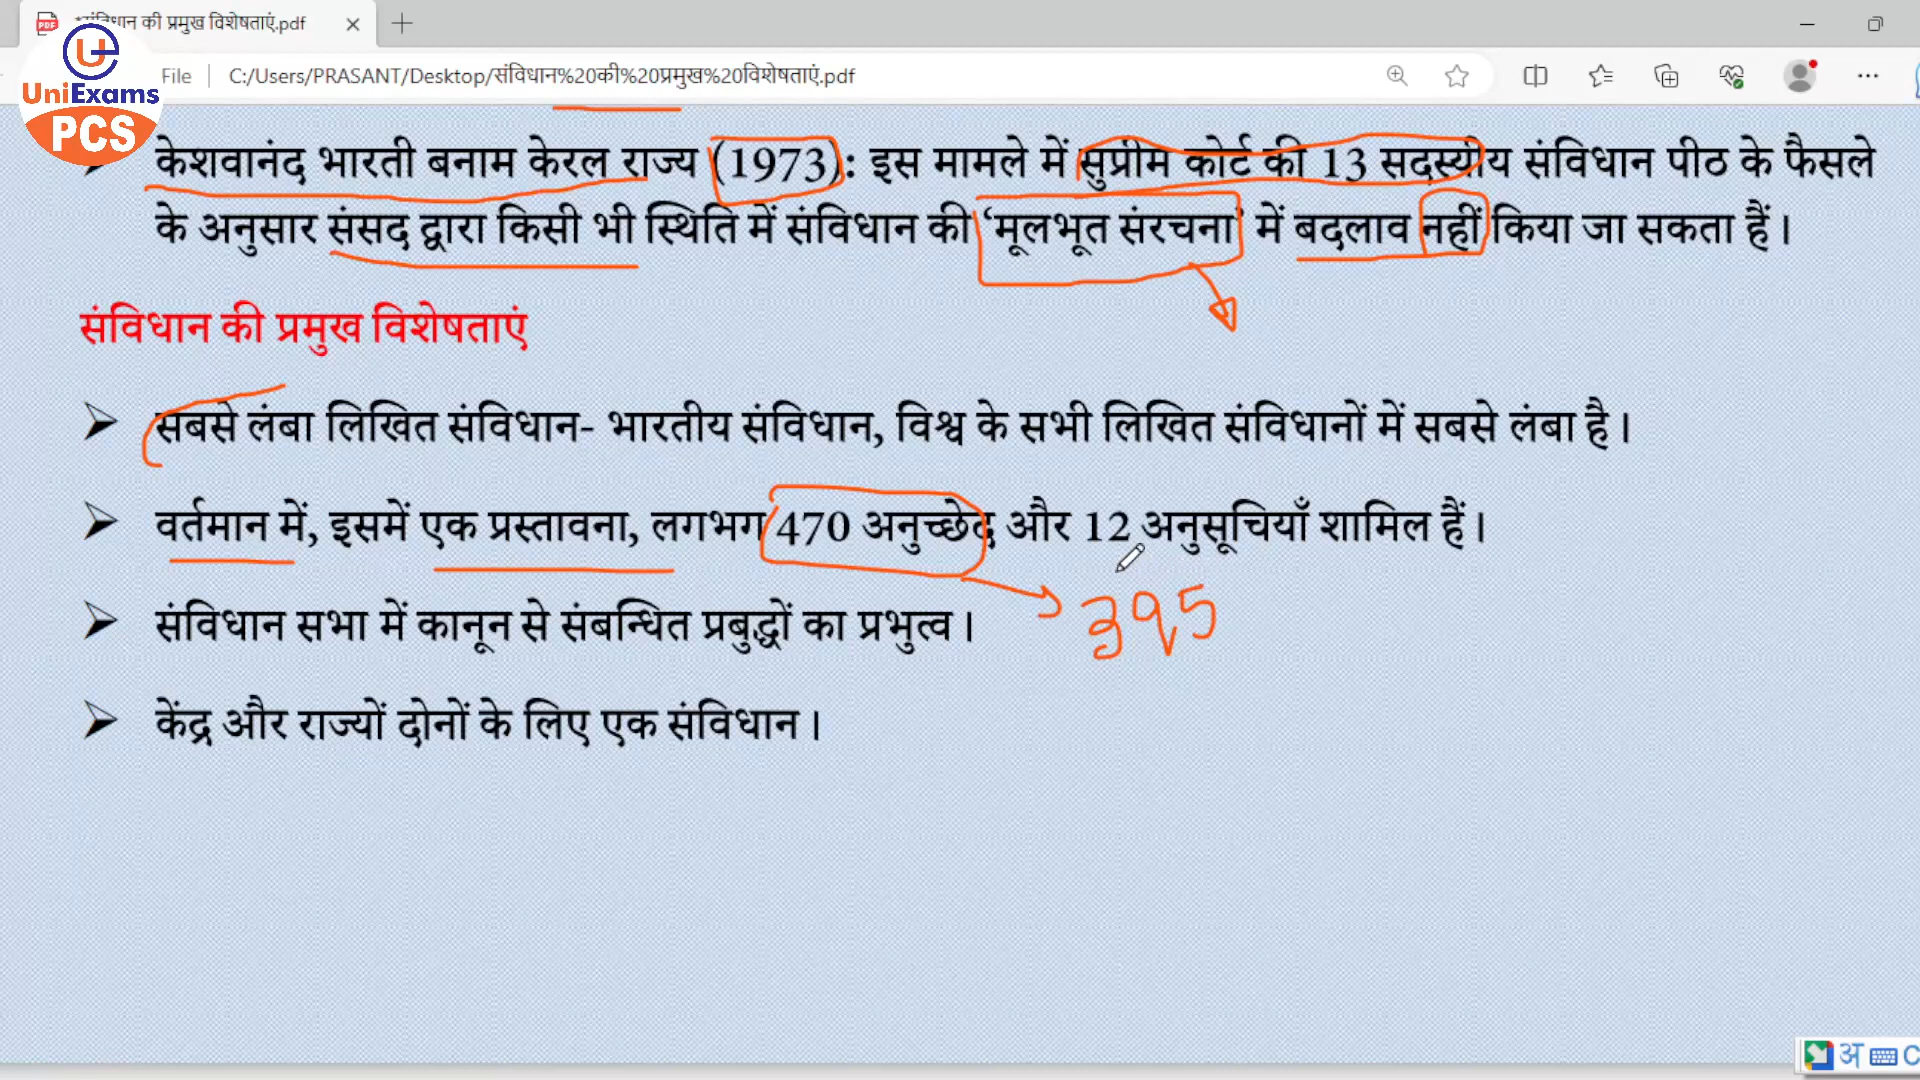 संविधान की प्रमुख विशेषताएं.pdf
UniExams
PCS
File
C:/Users/PRASANT/Desktop/संविधान%20की%20प्रमुख%20विशेषताएं.pdf
केशवानंद भारती बनाम केरल राज्य (1973): इस मामले में सुप्रीम कोर्ट की 13 सदस्यीय संविधान पीठ के फैसले
के अनुसार संसद द्वारा किसी भी स्थिति में संविधान की ‘मूलभूत संरचना’ में बदलाव नहीं किया जा सकता हैं।
संविधान की प्रमुख विशेषताएं
सबसे लंबा लिखित संविधान- भारतीय संविधान, विश्व के सभी लिखित संविधानों में सबसे लंबा है।
वर्तमान में, इसमें एक प्रस्तावना, लगभग 470 अनुच्छेद और 12 अनुसूचियाँ शामिल हैं।
395
संविधान सभा में कानून से संबन्धित प्रबुद्धों का प्रभुत्व।
केंद्र और राज्यों दोनों के लिए एक संविधान।
अ